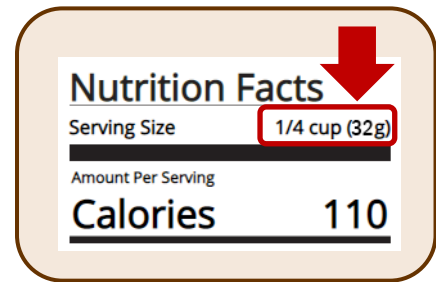 Nutrition Facts
Serving Size 1/4 cup (32g)
Amount Per Serving
Calories 110